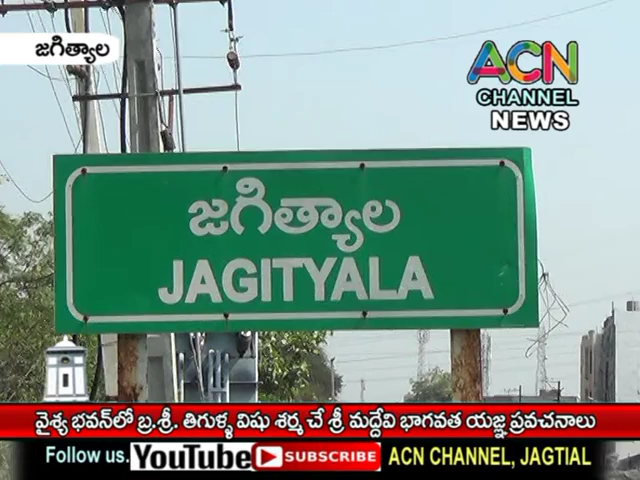 జగిత్యాల
ACN
CHANNEL
NEWS
జగిత్యాల
JAGITYALA
వైశ్య భవన్‌లో బ్ర.శ్రీ. తిగుళ్ళ విషు శర్మ చే శ్రీ మద్దేవి భాగవత యజ్ఞ ప్రవచనాలు
Follow us. YouTube SUBSCRIBE ACN CHANNEL, JAGTIAL